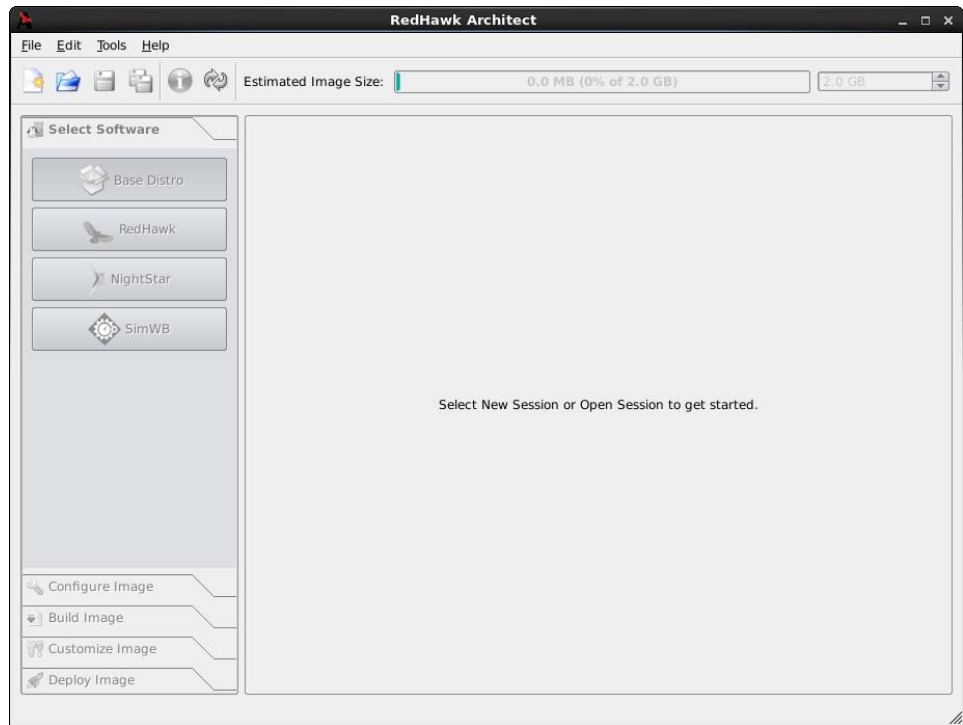 RedHawk Architect
File Edit Tools Help
Estimated Image Size: 0.0 MB (0% of 2.0 GB) 2.0 GB
Select Software
Base Distro
RedHawk
NightStar
SimWB
Select New Session or Open Session to get started.
Configure Image
Build Image
Customize Image
Deploy Image